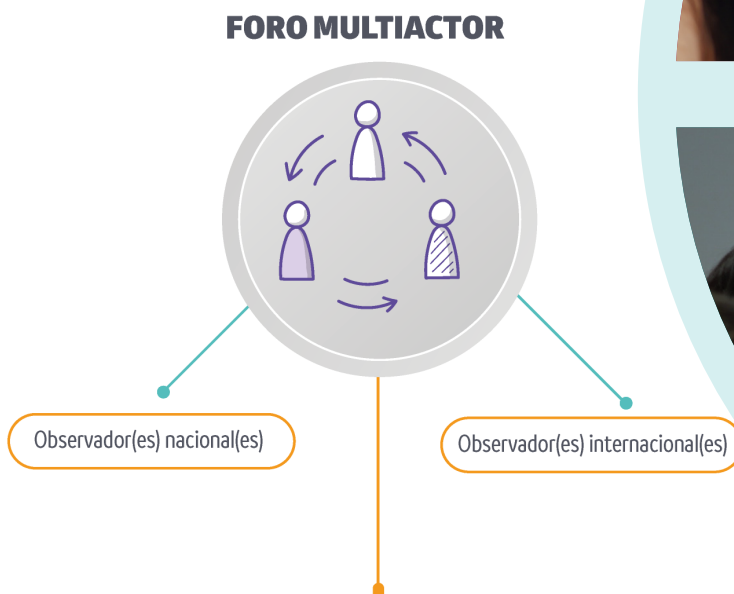 FORO MULTIACTOR
Observador(es) nacional(es)
Observador(es) internacional(es)